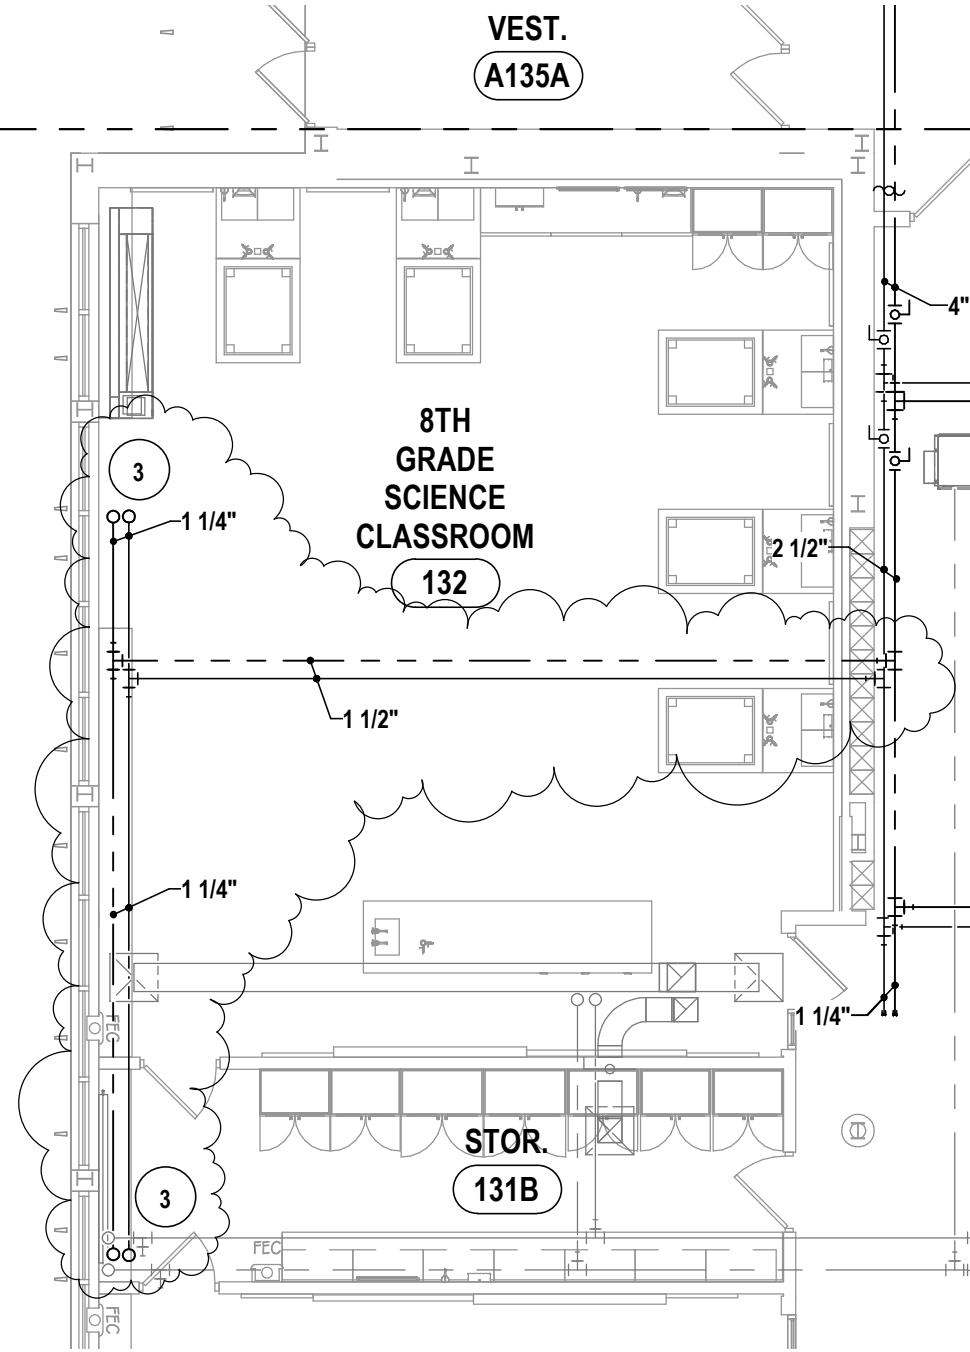 VEST.
A135A
4"
8TH
GRADE
SCIENCE
CLASSROOM
132
3
1 1/4"
2 1/2"
1 1/2"
1 1/4"
1 1/4"
FEC
STOR.
131B
3
FEC
FEC